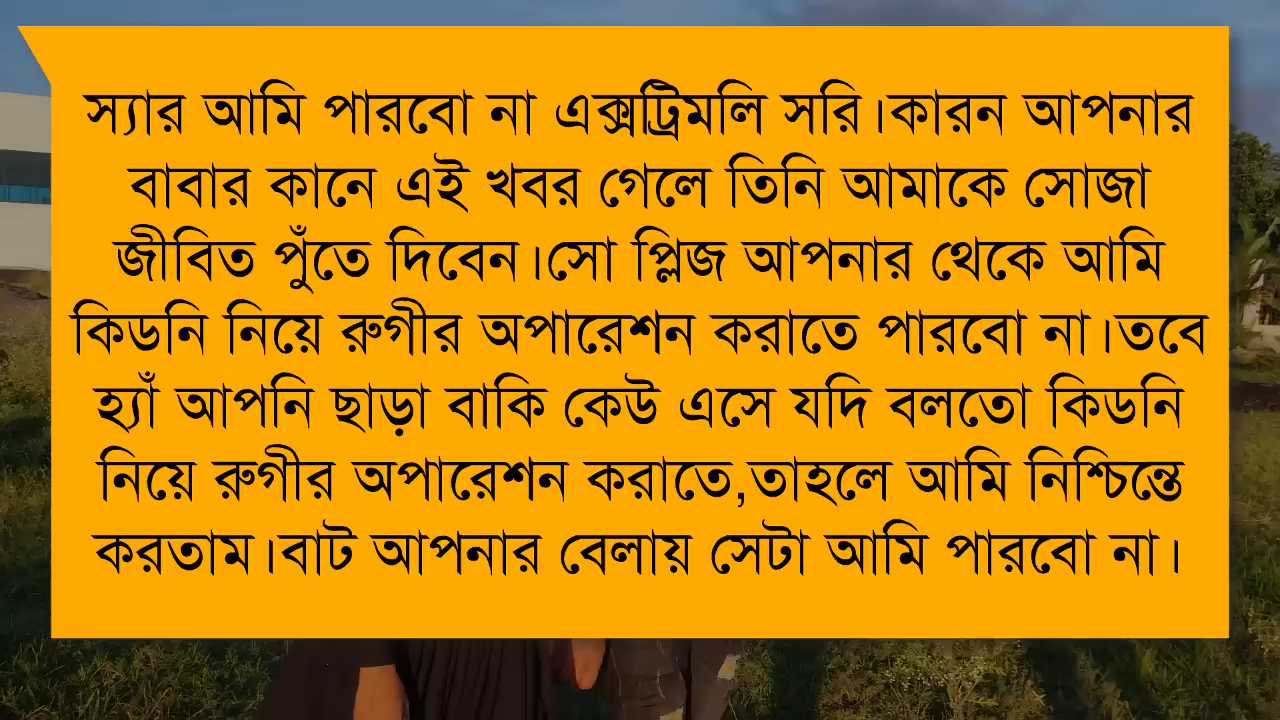 স্যার আমি পারবো না এক্সট্রিমলি সরি।কারন আপনার
বাবার কানে এই খবর গেলে তিনি আমাকে সোজা
জীবিত পুঁতে দিবেন।সো প্লিজ আপনার থেকে আমি
কিডনি নিয়ে রুগীর অপারেশন করাতে পারবো না।তবে
হ্যাঁ আপনি ছাড়া বাকি কেউ এসে যদি বলতো কিডনি
নিয়ে রুগীর অপারেশন করাতে,তাহলে আমি নিশ্চিন্তে
করতাম।বাট আপনার বেলায় সেটা আমি পারবো না।